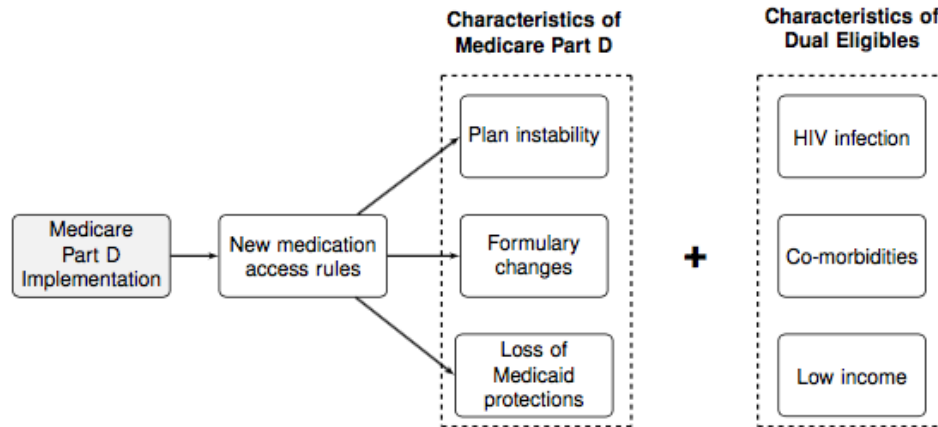 Characteristics of
Medicare Part D
Characteristics of
Dual Eligibles
Plan instability
HIV infection
Medicare
Part D
Implementation
New medication
access rules
Formulary
changes
+
Co-morbidities
Loss of
Medicaid
protections
Low income